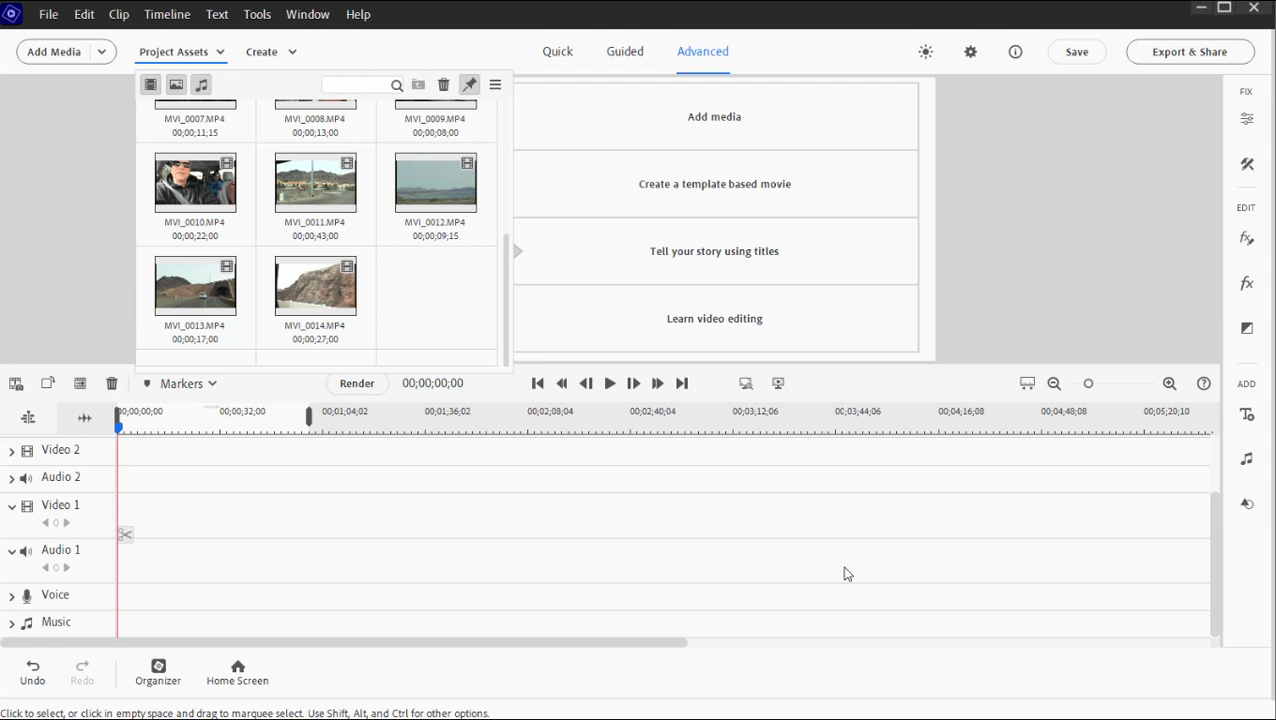 File Edit Clip Timeline Text Tools Window Help
Add Media Project Assets Create Quick Guided Advanced Save Export & Share
MVI_0007.MP4 MVI_0008.MP4 MVI_0009.MP4
00;00;11;15 00;00;13;00 00;00;08;00
MVI_0010.MP4 MVI_0011.MP4 MVI_0012.MP4
00;00;22;00 00;00;43;00 00;00;09;15
MVI_0013.MP4 MVI_0014.MP4
00;00;17;00 00;00;27;00
Add media
Create a template based movie
Tell your story using titles
Learn video editing
FIX
EDIT
ADD
Markers Render 00;00;00;00
00;00;00;00 00;00;32;00 00;01;04;02 00;01;36;02 00;02;08;04 00;02;40;04 00;03;12;06 00;03;44;06 00;04;16;08 00;04;48;08 00;05;20;10
Video 2
Audio 2
Video 1
Audio 1
Voice
Music
Undo Redo Organizer Home Screen
Click to select, or click in empty space and drag to marquee select. Use Shift, Alt, and Ctrl for other options.